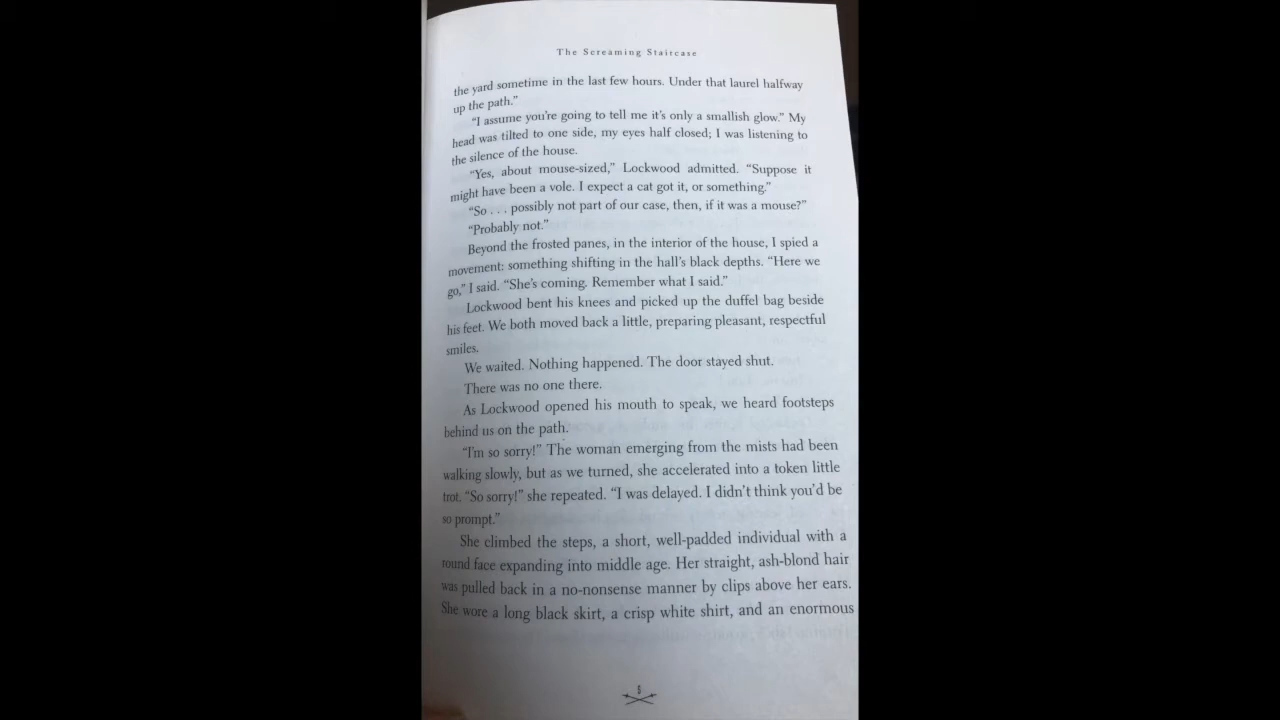 The Screaming Staircase
the yard sometime in the last few hours. Under that laurel halfway
up the path.”
“I assume you’re going to tell me it’s only a smallish glow.” My
head was tilted to one side, my eyes half closed; I was listening to
the silence of the house.
“Yes, about mouse-sized,” Lockwood admitted. “Suppose it
might have been a vole. I expect a cat got it, or something.”
“So . . . possibly not part of our case, then, if it was a mouse?”
“Probably not.”
Beyond the frosted panes, in the interior of the house, I spied a
movement: something shifting in the hall’s black depths. “Here we
go,” I said. “She’s coming. Remember what I said.”
Lockwood bent his knees and picked up the duffel bag beside
his feet. We both moved back a little, preparing pleasant, respectful
smiles.
We waited. Nothing happened. The door stayed shut.
There was no one there.
As Lockwood opened his mouth to speak, we heard footsteps
behind us on the path.
“I’m so sorry!” The woman emerging from the mists had been
walking slowly, but as we turned, she accelerated into a token little
trot. “So sorry!” she repeated. “I was delayed. I didn’t think you’d be
so prompt.”
She climbed the steps, a short, well-padded individual with a
round face expanding into middle age. Her straight, ash-blond hair
was pulled back in a no-nonsense manner by clips above her ears.
She wore a long black skirt, a crisp white shirt, and an enormous
5